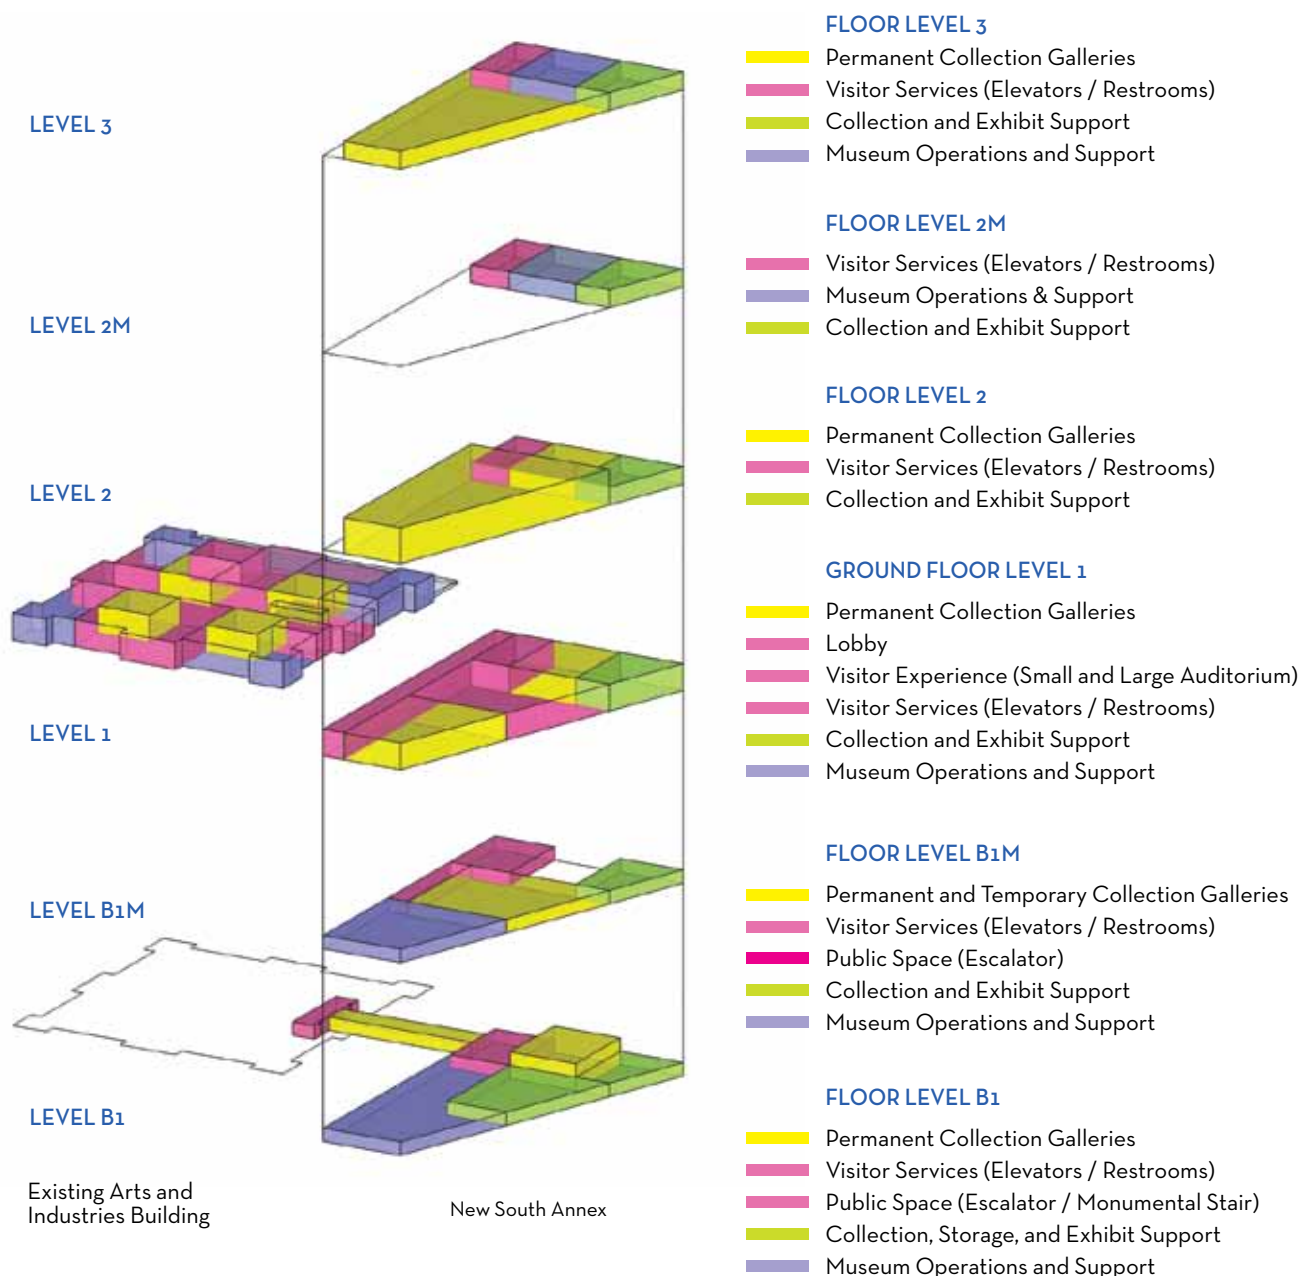 LEVEL 3
LEVEL 2M
LEVEL 2
LEVEL 1
LEVEL B1M
LEVEL B1
Existing Arts and
Industries Building
New South Annex
FLOOR LEVEL 3
Permanent Collection Galleries
Visitor Services (Elevators / Restrooms)
Collection and Exhibit Support
Museum Operations and Support
FLOOR LEVEL 2M
Visitor Services (Elevators / Restrooms)
Museum Operations & Support
Collection and Exhibit Support
FLOOR LEVEL 2
Permanent Collection Galleries
Visitor Services (Elevators / Restrooms)
Collection and Exhibit Support
GROUND FLOOR LEVEL 1
Permanent Collection Galleries
Lobby
Visitor Experience (Small and Large Auditorium)
Visitor Services (Elevators / Restrooms)
Collection and Exhibit Support
Museum Operations and Support
FLOOR LEVEL B1M
Permanent and Temporary Collection Galleries
Visitor Services (Elevators / Restrooms)
Public Space (Escalator)
Collection and Exhibit Support
Museum Operations and Support
FLOOR LEVEL B1
Permanent Collection Galleries
Visitor Services (Elevators / Restrooms)
Public Space (Escalator / Monumental Stair)
Collection, Storage, and Exhibit Support
Museum Operations and Support